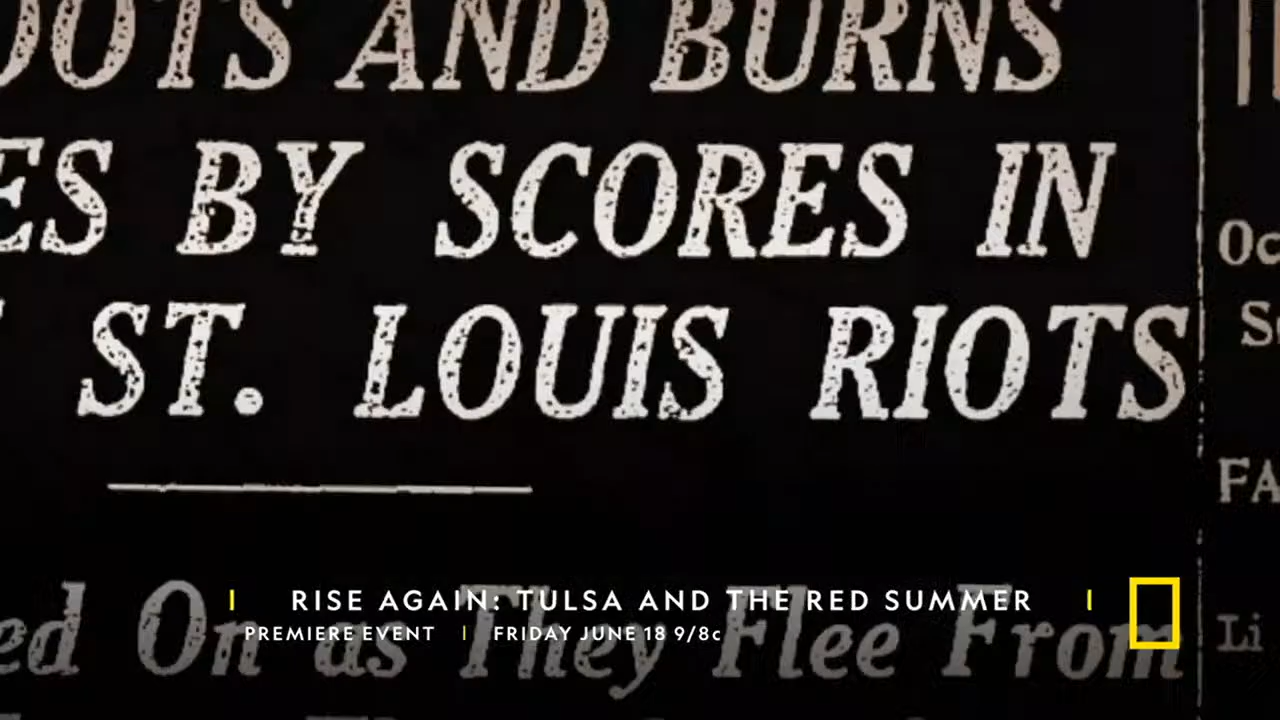 AND BURNS
BY SCORES IN
ST. LOUIS RIOTS
On as They Flee From
RISE AGAIN: TULSA AND THE RED SUMMER
PREMIERE EVENT | FRIDAY JUNE 18 9/8c
Li